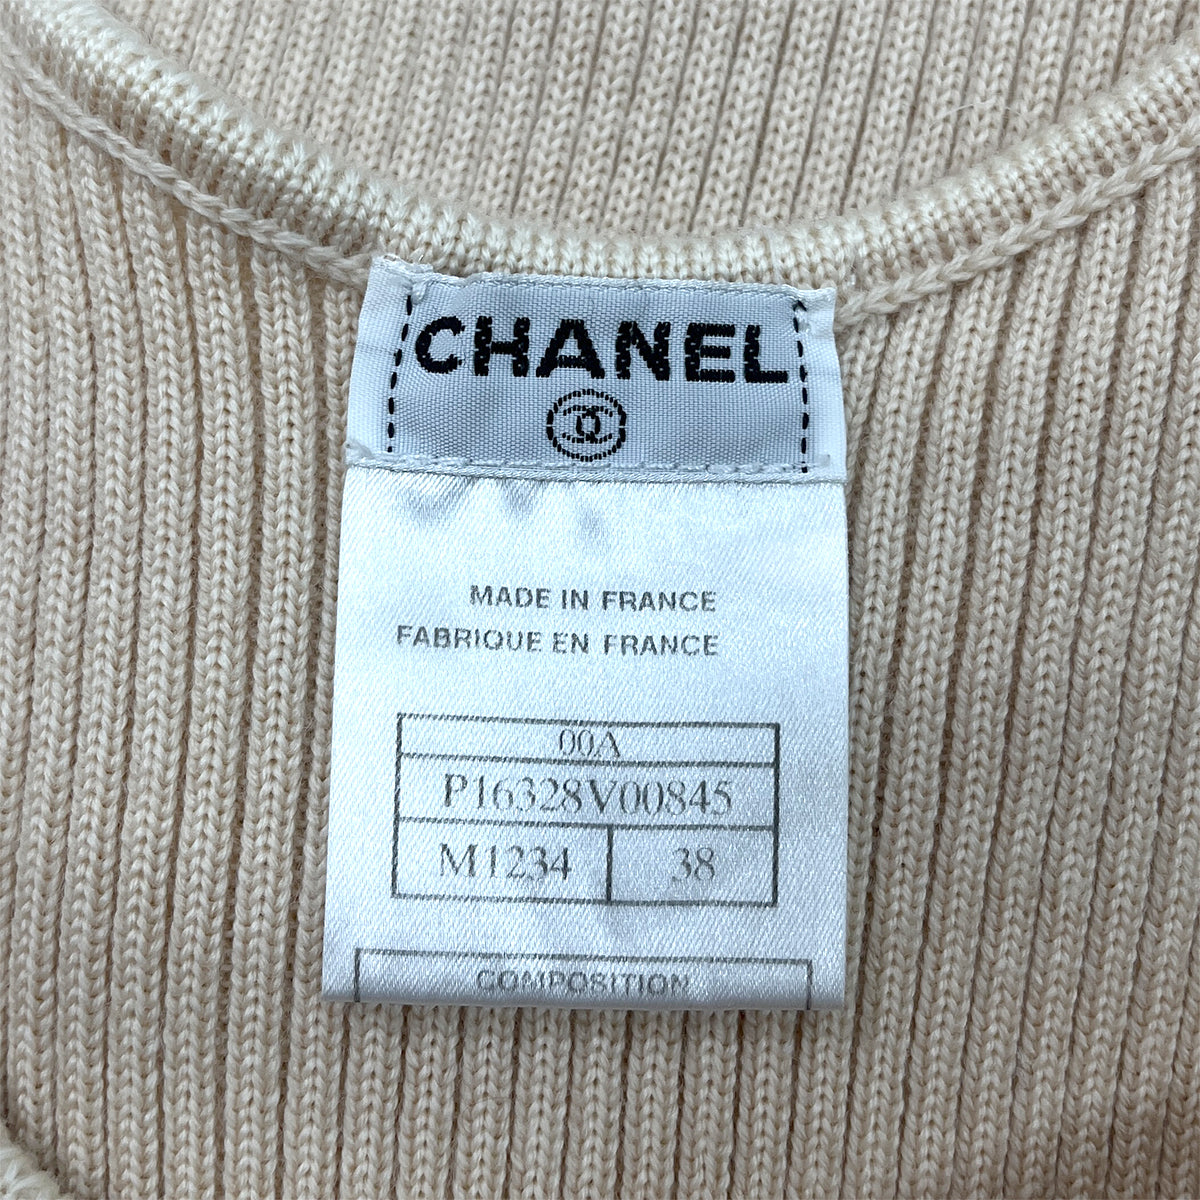 CHANEL
MADE IN FRANCE
FABRIQUE EN FRANCE
00A
P16328V00845
M1234 38
COMPOSITION